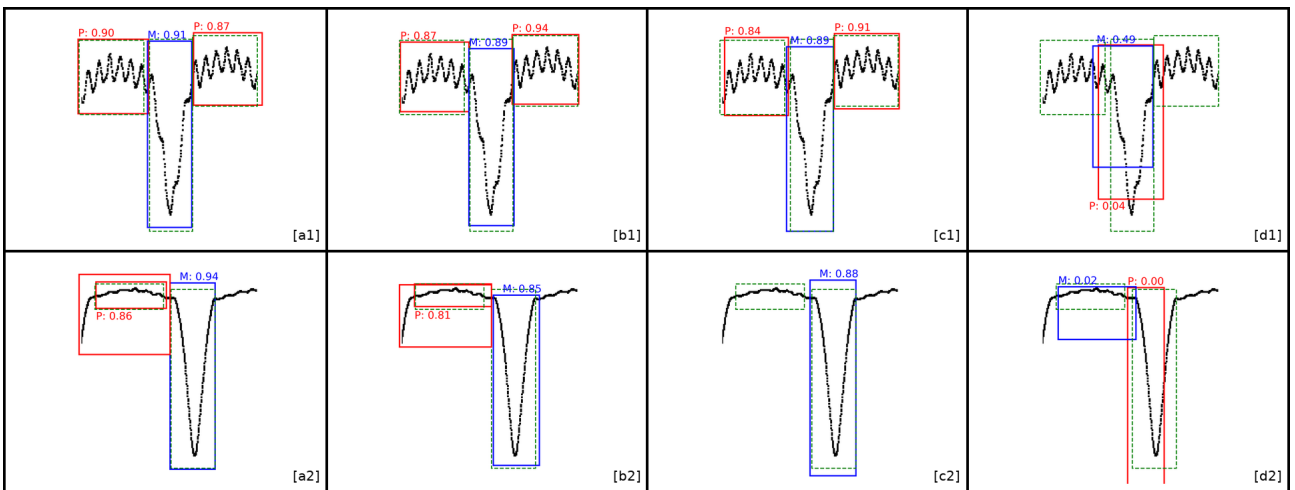 P: 0.90
M: 0.91
P: 0.87
[a1]
P: 0.87
M: 0.89
P: 0.94
[b1]
P: 0.84
M: 0.89
P: 0.91
[c1]
M: 0.49
P: 0.04
[d1]
M: 0.94
P: 0.86
[a2]
M: 0.85
P: 0.81
[b2]
M: 0.88
[c2]
M: 0.02
P: 0.00
[d2]